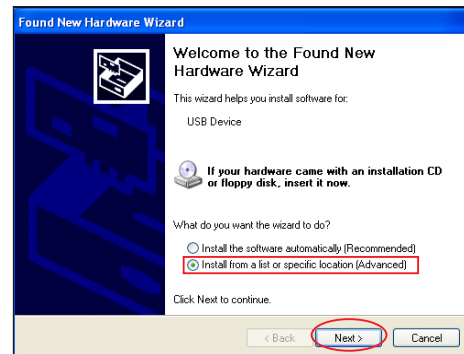 Found New Hardware Wizard
Welcome to the Found New
Hardware Wizard
This wizard helps you install software for:
USB Device
If your hardware came with an installation CD
or floppy disk, insert it now.
What do you want the wizard to do?
Install the software automatically (Recommended)
Install from a list or specific location (Advanced)
Click Next to continue.
< Back
Next >
Cancel